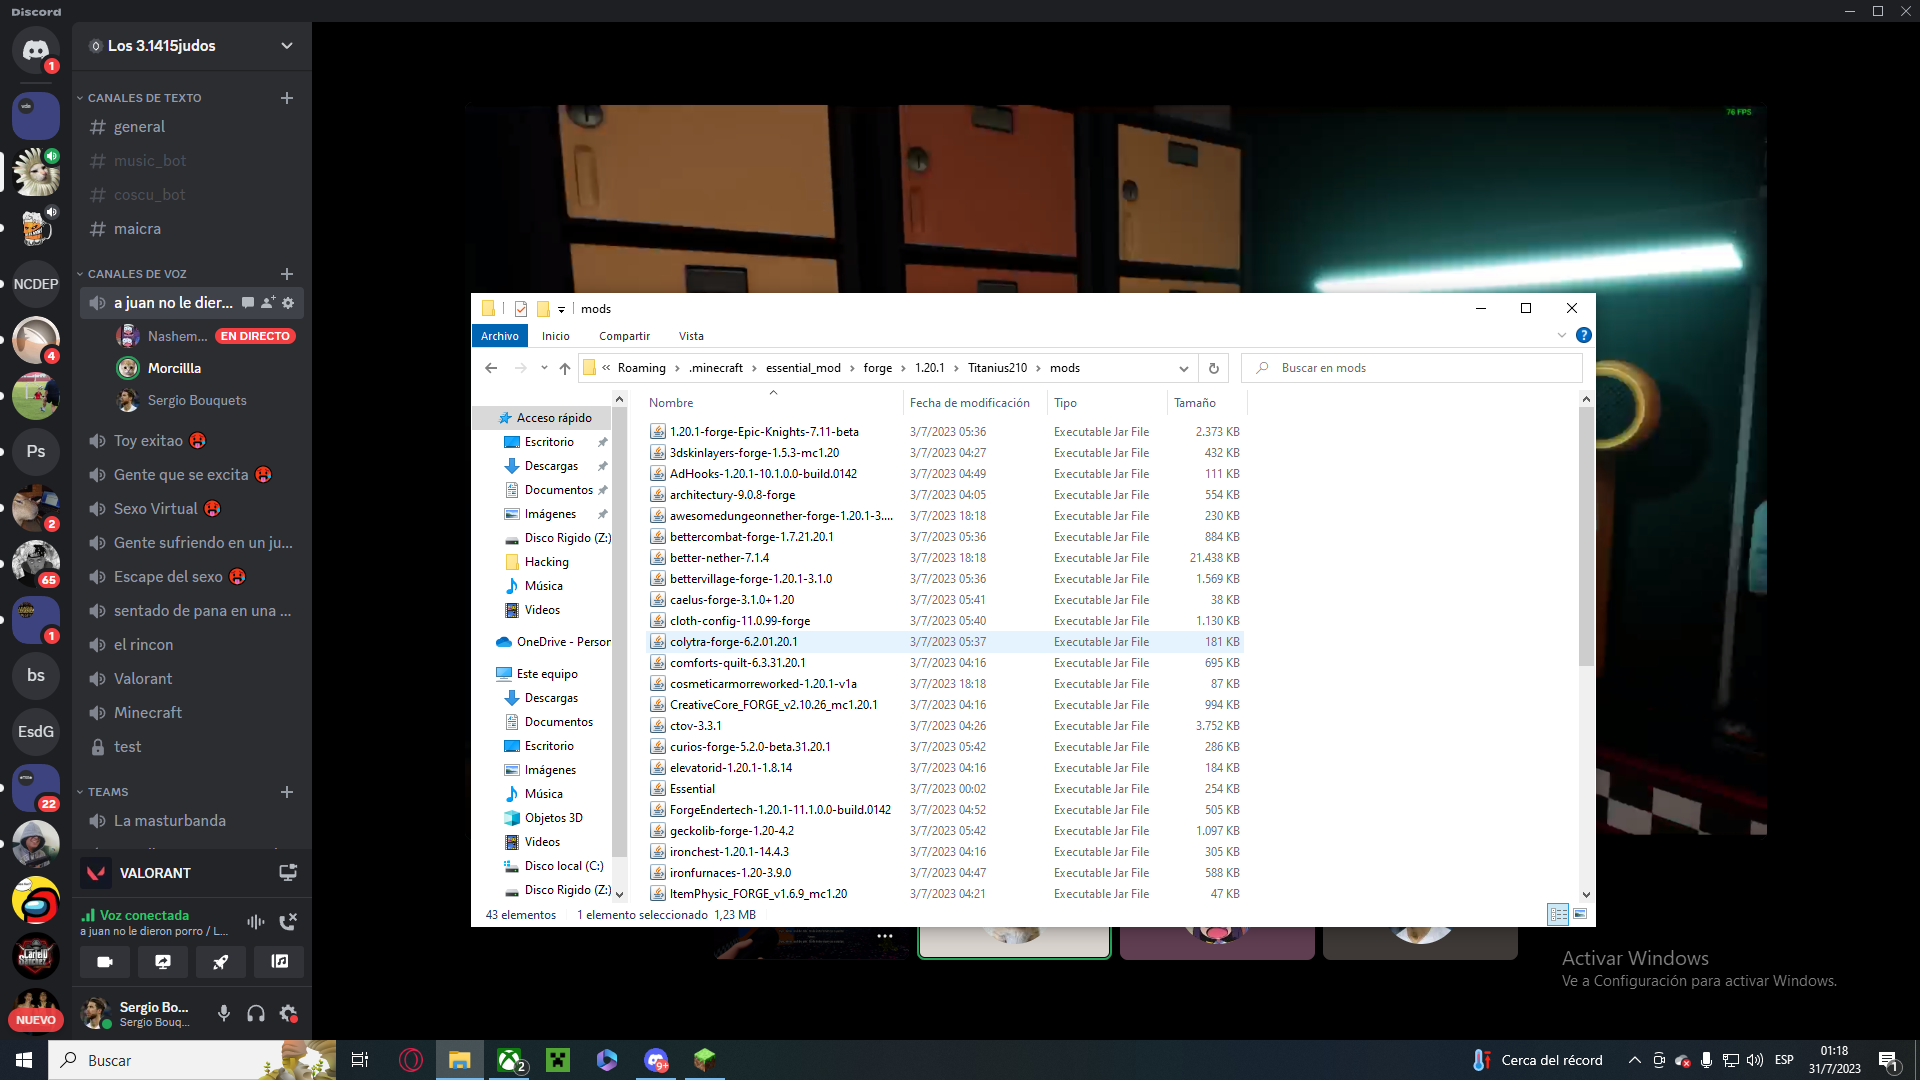 Discord
Los 3.1415judos
CANALES DE TEXTO
general
music_bot
coscu_bot
maicra
CANALES DE VOZ
a juan no le dier...
Nashem... EN DIRECTO
Morcillla
Sergio Bouquets
Toy exitao
Gente que se excita
Sexo Virtual
Gente sufriendo en un ju...
Escape del sexo
sentado de pana en una ...
el rincon
Valorant
Minecraft
test
TEAMS
La masturbanda
VALORANT
Voz conectada
a juan no le dieron porro / L...
Sergio Bo...
Sergio Bouq...
1
NCDEP
4
Ps
2
65
1
bs
EsdG
22
NUEVO
76 FPS
mods
Archivo Inicio Compartir Vista
« Roaming › .minecraft › essential_mod › forge › 1.20.1 › Titanius210 › mods
Buscar en mods
Acceso rápido
Escritorio
Descargas
Documentos
Imágenes
Disco Rigido (Z:)
Hacking
Música
Videos
OneDrive - Person
Este equipo
Descargas
Documentos
Escritorio
Imágenes
Música
Objetos 3D
Videos
Disco local (C:)
Disco Rigido (Z:)
Nombre Fecha de modificación Tipo Tamaño
1.20.1-forge-Epic-Knights-7.11-beta 3/7/2023 05:36 Executable Jar File 2.373 KB
3dskinlayers-forge-1.5.3-mc1.20 3/7/2023 04:27 Executable Jar File 432 KB
AdHooks-1.20.1-10.1.0.0-build.0142 3/7/2023 04:49 Executable Jar File 111 KB
architectury-9.0.8-forge 3/7/2023 04:05 Executable Jar File 554 KB
awesomedungeonnether-forge-1.20.1-3.... 3/7/2023 18:18 Executable Jar File 230 KB
bettercombat-forge-1.7.21.20.1 3/7/2023 05:36 Executable Jar File 884 KB
better-nether-7.1.4 3/7/2023 18:18 Executable Jar File 21.438 KB
bettervillage-forge-1.20.1-3.1.0 3/7/2023 05:36 Executable Jar File 1.569 KB
caelus-forge-3.1.0+1.20 3/7/2023 05:41 Executable Jar File 38 KB
cloth-config-11.0.99-forge 3/7/2023 05:40 Executable Jar File 1.130 KB
colytra-forge-6.2.01.20.1 3/7/2023 05:37 Executable Jar File 181 KB
comforts-quilt-6.3.31.20.1 3/7/2023 04:16 Executable Jar File 695 KB
cosmeticarmorreworked-1.20.1-v1a 3/7/2023 18:18 Executable Jar File 87 KB
CreativeCore_FORGE_v2.10.26_mc1.20.1 3/7/2023 04:16 Executable Jar File 994 KB
ctov-3.3.1 3/7/2023 04:26 Executable Jar File 3.752 KB
curios-forge-5.2.0-beta.31.20.1 3/7/2023 05:42 Executable Jar File 286 KB
elevatorid-1.20.1-1.8.14 3/7/2023 04:16 Executable Jar File 184 KB
Essential 3/7/2023 00:02 Executable Jar File 254 KB
ForgeEndertech-1.20.1-11.1.0.0-build.0142 3/7/2023 04:52 Executable Jar File 505 KB
geckolib-forge-1.20-4.2 3/7/2023 05:42 Executable Jar File 1.097 KB
ironchest-1.20.1-14.4.3 3/7/2023 04:16 Executable Jar File 305 KB
ironfurnaces-1.20-3.9.0 3/7/2023 04:47 Executable Jar File 588 KB
ItemPhysic_FORGE_v1.6.9_mc1.20 3/7/2023 04:21 Executable Jar File 47 KB
43 elementos 1 elemento seleccionado 1,23 MB
Activar Windows
Ve a Configuración para activar Windows.
Buscar
2
9+
Cerca del récord
ESP
01:18
31/7/2023
1